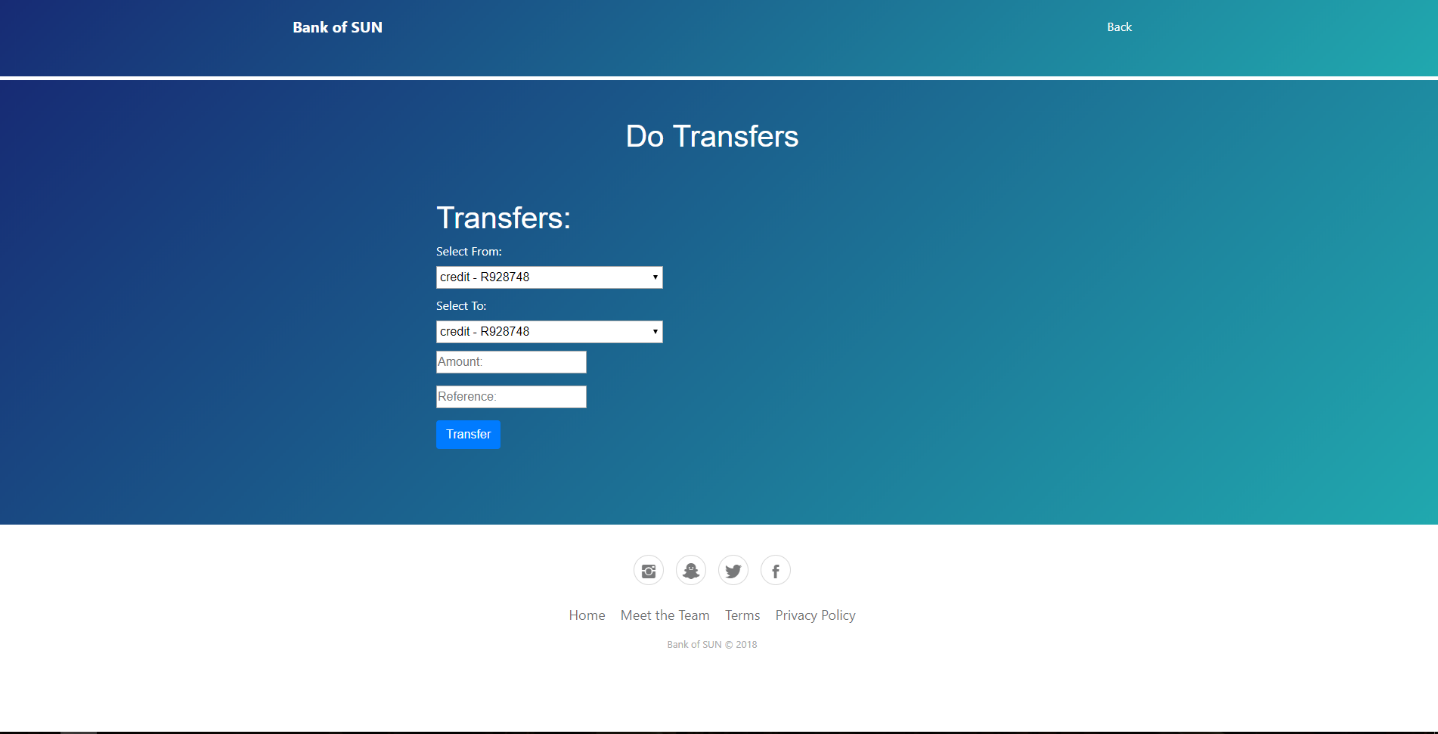 Bank of SUN
Back
Do Transfers
Transfers:
Select From:
credit - R928748
Select To:
credit - R928748
Amount:
Reference:
Transfer
Home Meet the Team Terms Privacy Policy
Bank of SUN © 2018